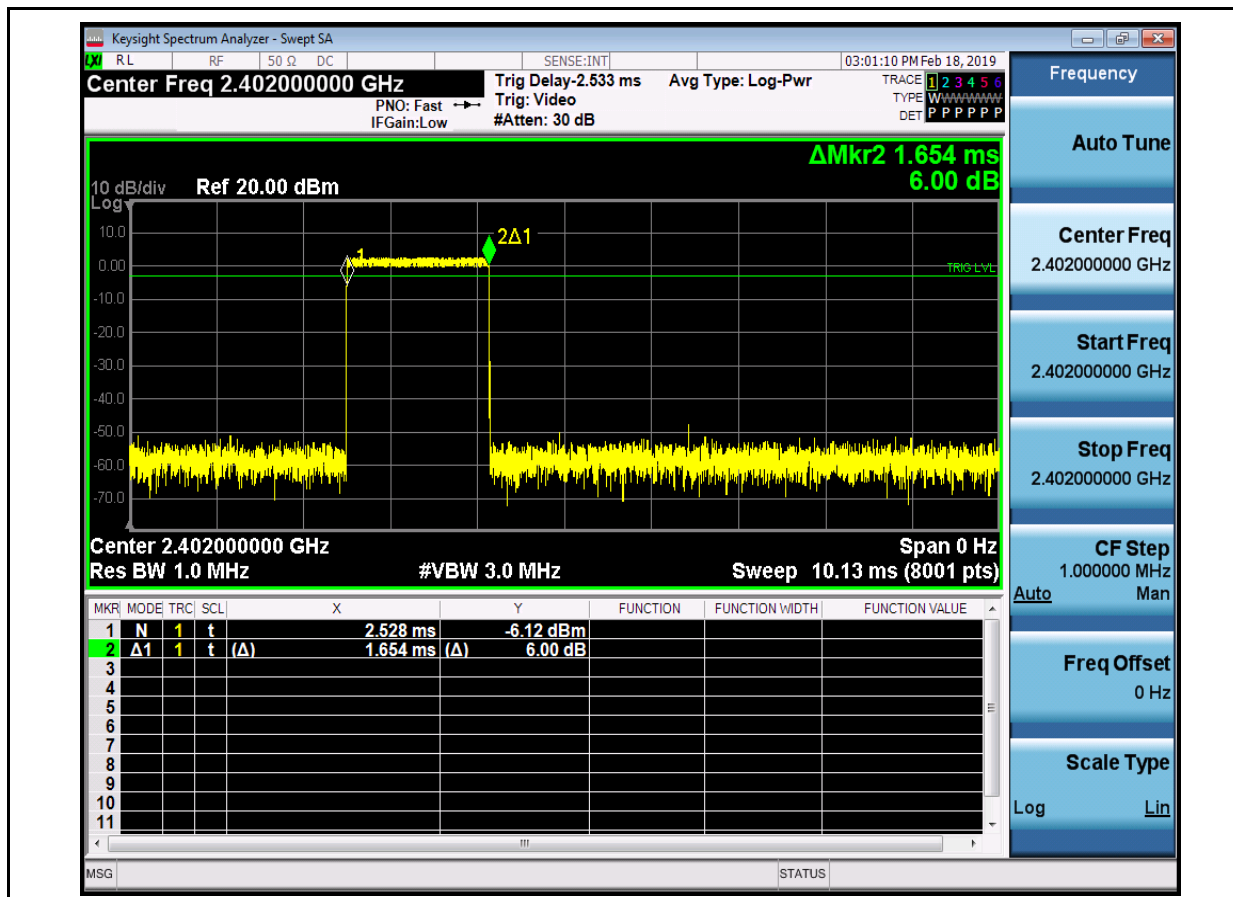 Keysight Spectrum Analyzer - Swept SA
LXI RL RF 50 Ω DC SENSE:INT 03:01:10 PM Feb 18, 2019
Center Freq 2.402000000 GHz
PNO: Fast
IFGain:Low
Trig Delay-2.533 ms
Trig: Video
#Atten: 30 dB
Avg Type: Log-Pwr
TRACE 1 2 3 4 5 6
TYPE WWWWWW
DET P P P P P P
ΔMkr2 1.654 ms
6.00 dB
10 dB/div Ref 20.00 dBm
Log
10.0
0.00
-10.0
-20.0
-30.0
-40.0
-50.0
-60.0
-70.0
1
2Δ1
TRIG LVL
Center 2.402000000 GHz Span 0 Hz
Res BW 1.0 MHz #VBW 3.0 MHz Sweep 10.13 ms (8001 pts)
MKR MODE TRC SCL X Y FUNCTION FUNCTION WIDTH FUNCTION VALUE
1 N 1 t 2.528 ms -6.12 dBm
2 Δ1 1 t (Δ) 1.654 ms (Δ) 6.00 dB
3
4
5
6
7
8
9
10
11
MSG STATUS
Frequency
Auto Tune
Center Freq
2.402000000 GHz
Start Freq
2.402000000 GHz
Stop Freq
2.402000000 GHz
CF Step
1.000000 MHz
Auto Man
Freq Offset
0 Hz
Scale Type
Log Lin